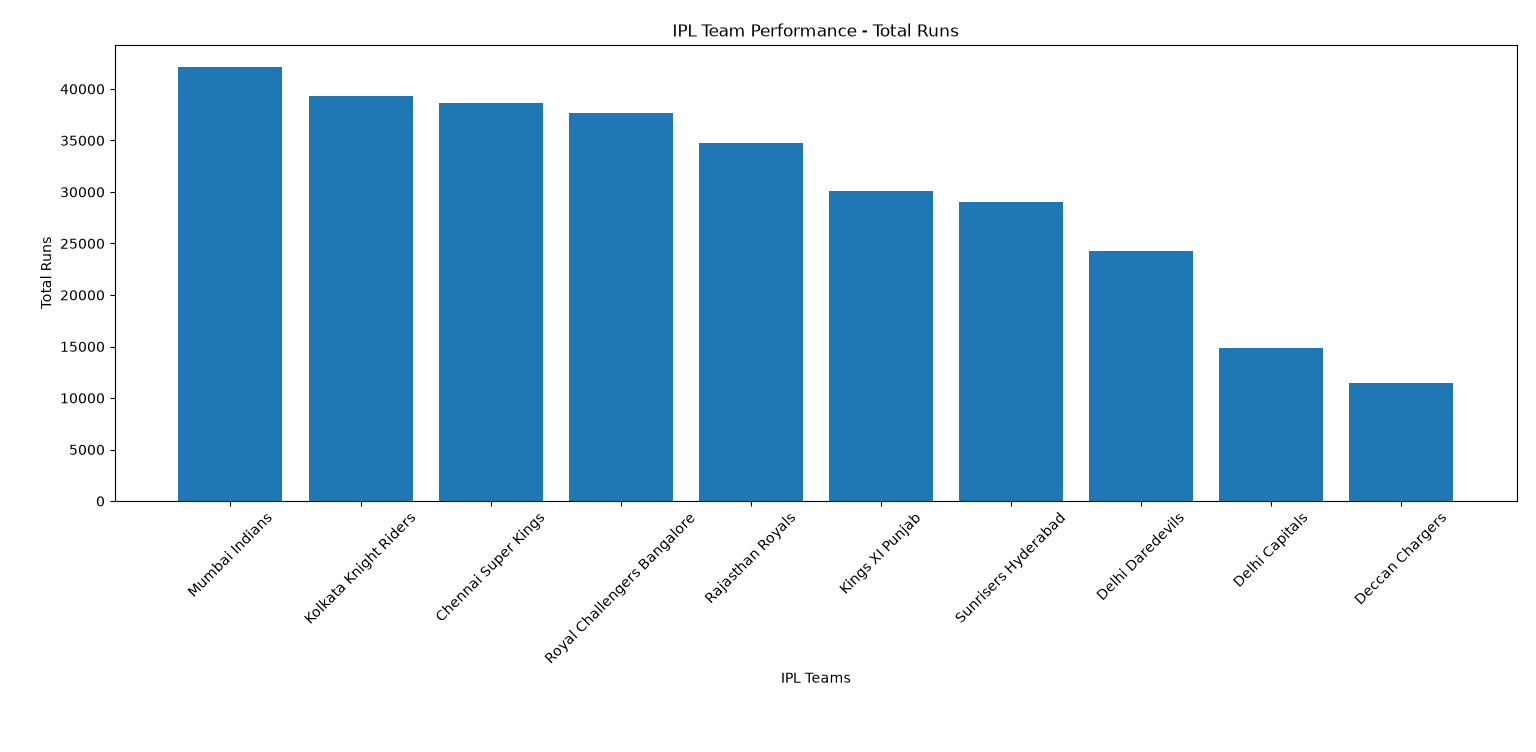 IPL Team Performance - Total Runs
Total Runs
40000
35000
30000
25000
20000
15000
10000
5000
0
Mumbai Indians
Kolkata Knight Riders
Chennai Super Kings
Royal Challengers Bangalore
Rajasthan Royals
Kings XI Punjab
Sunrisers Hyderabad
Delhi Daredevils
Delhi Capitals
Deccan Chargers
IPL Teams